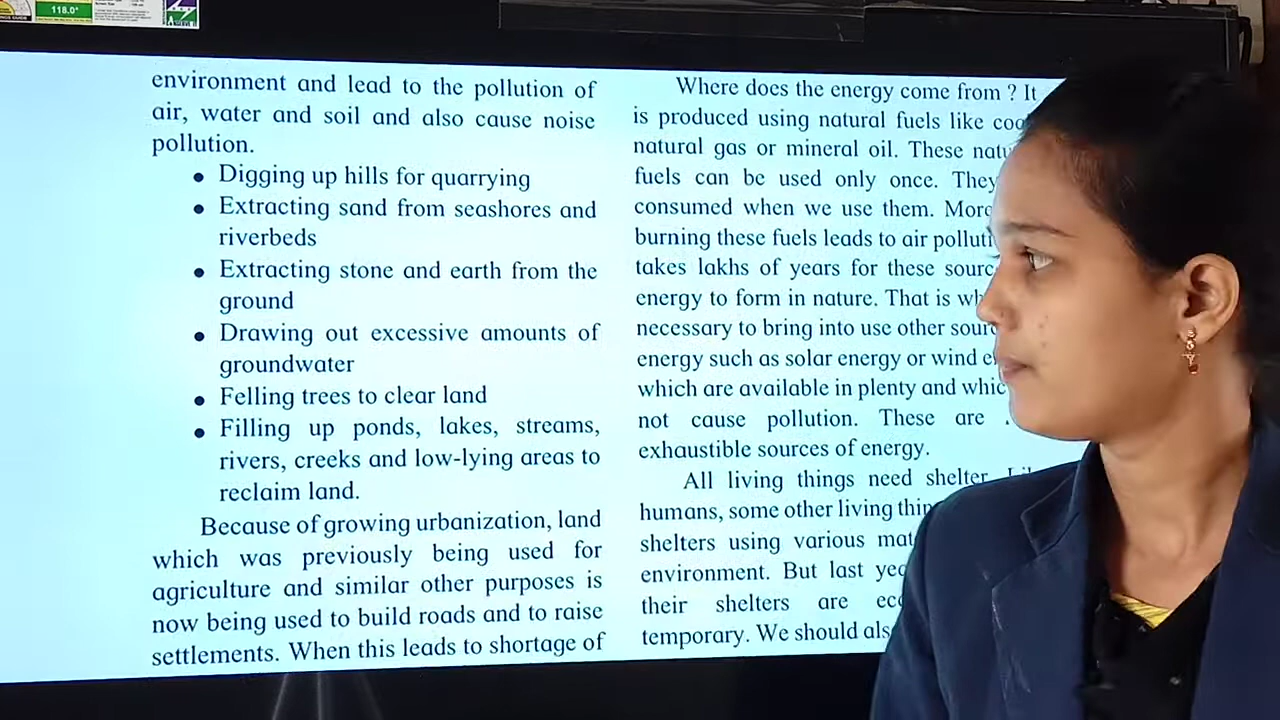 118.0*
environment and lead to the pollution of
air, water and soil and also cause noise
pollution.
• Digging up hills for quarrying
• Extracting sand from seashores and
riverbeds
• Extracting stone and earth from the
ground
• Drawing out excessive amounts of
groundwater
• Felling trees to clear land
• Filling up ponds, lakes, streams,
rivers, creeks and low-lying areas to
reclaim land.
Because of growing urbanization, land
which was previously being used for
agriculture and similar other purposes is
now being used to build roads and to raise
settlements. When this leads to shortage of
Where does the energy come from ? It
is produced using natural fuels like
natural gas or mineral oil. These
fuels can be used only once. They
consumed when we use them.
burning these fuels leads to air
takes lakhs of years for these
energy to form in nature. That is
necessary to bring into use other
energy such as solar energy or wind
which are available in plenty and
not cause pollution. These are
exhaustible sources of energy.
All living things need shelter.
humans, some other living
shelters using various
environment. But last
their shelters are
temporary. We should